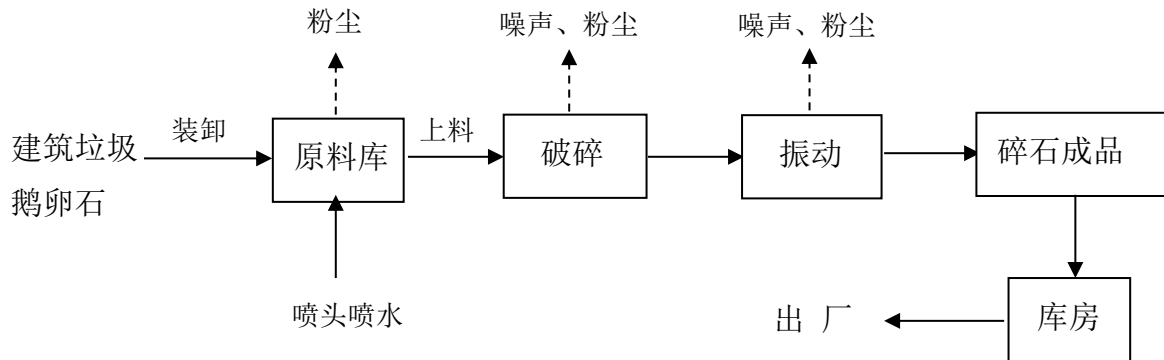 粉尘
噪声、粉尘
噪声、粉尘
建筑垃圾
鹅卵石
装卸
原料库
上料
破碎
振动
碎石成品
喷头喷水
出 厂
库房